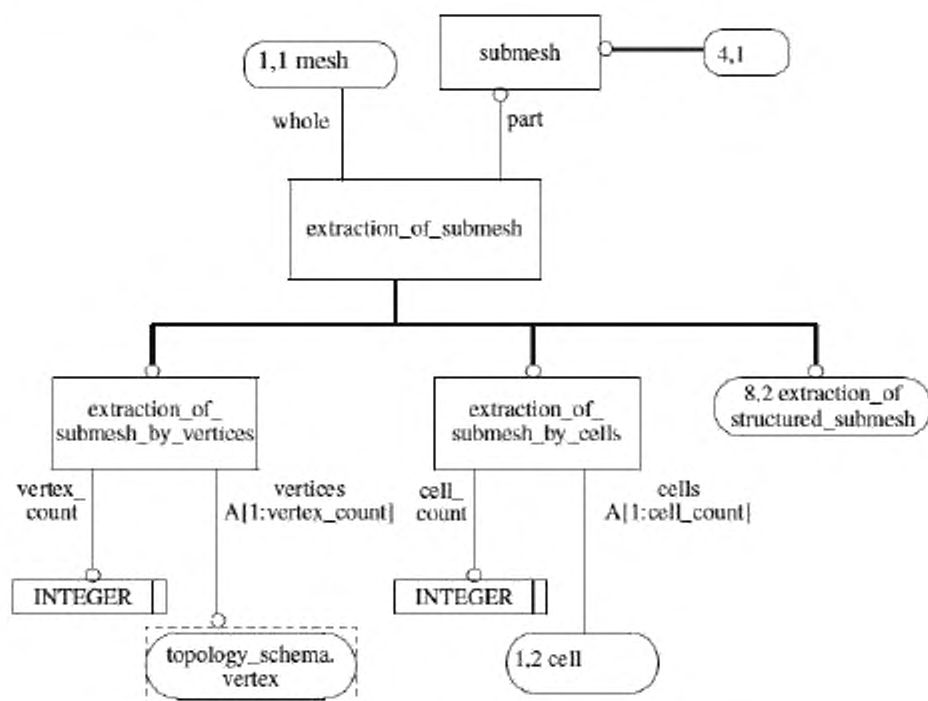 1,1 mesh
submesh
4,1
whole
part
extraction_of_submesh
extraction_of_
submesh_by_vertices
extraction_of_
submesh_by_cells
8,2 extraction_of
structured_submesh
vertex_
count
vertices
A[1:vertex_count]
cell_
count
cells
A[1:cell_count]
INTEGER
INTEGER
topology_schema.
vertex
1,2 cell